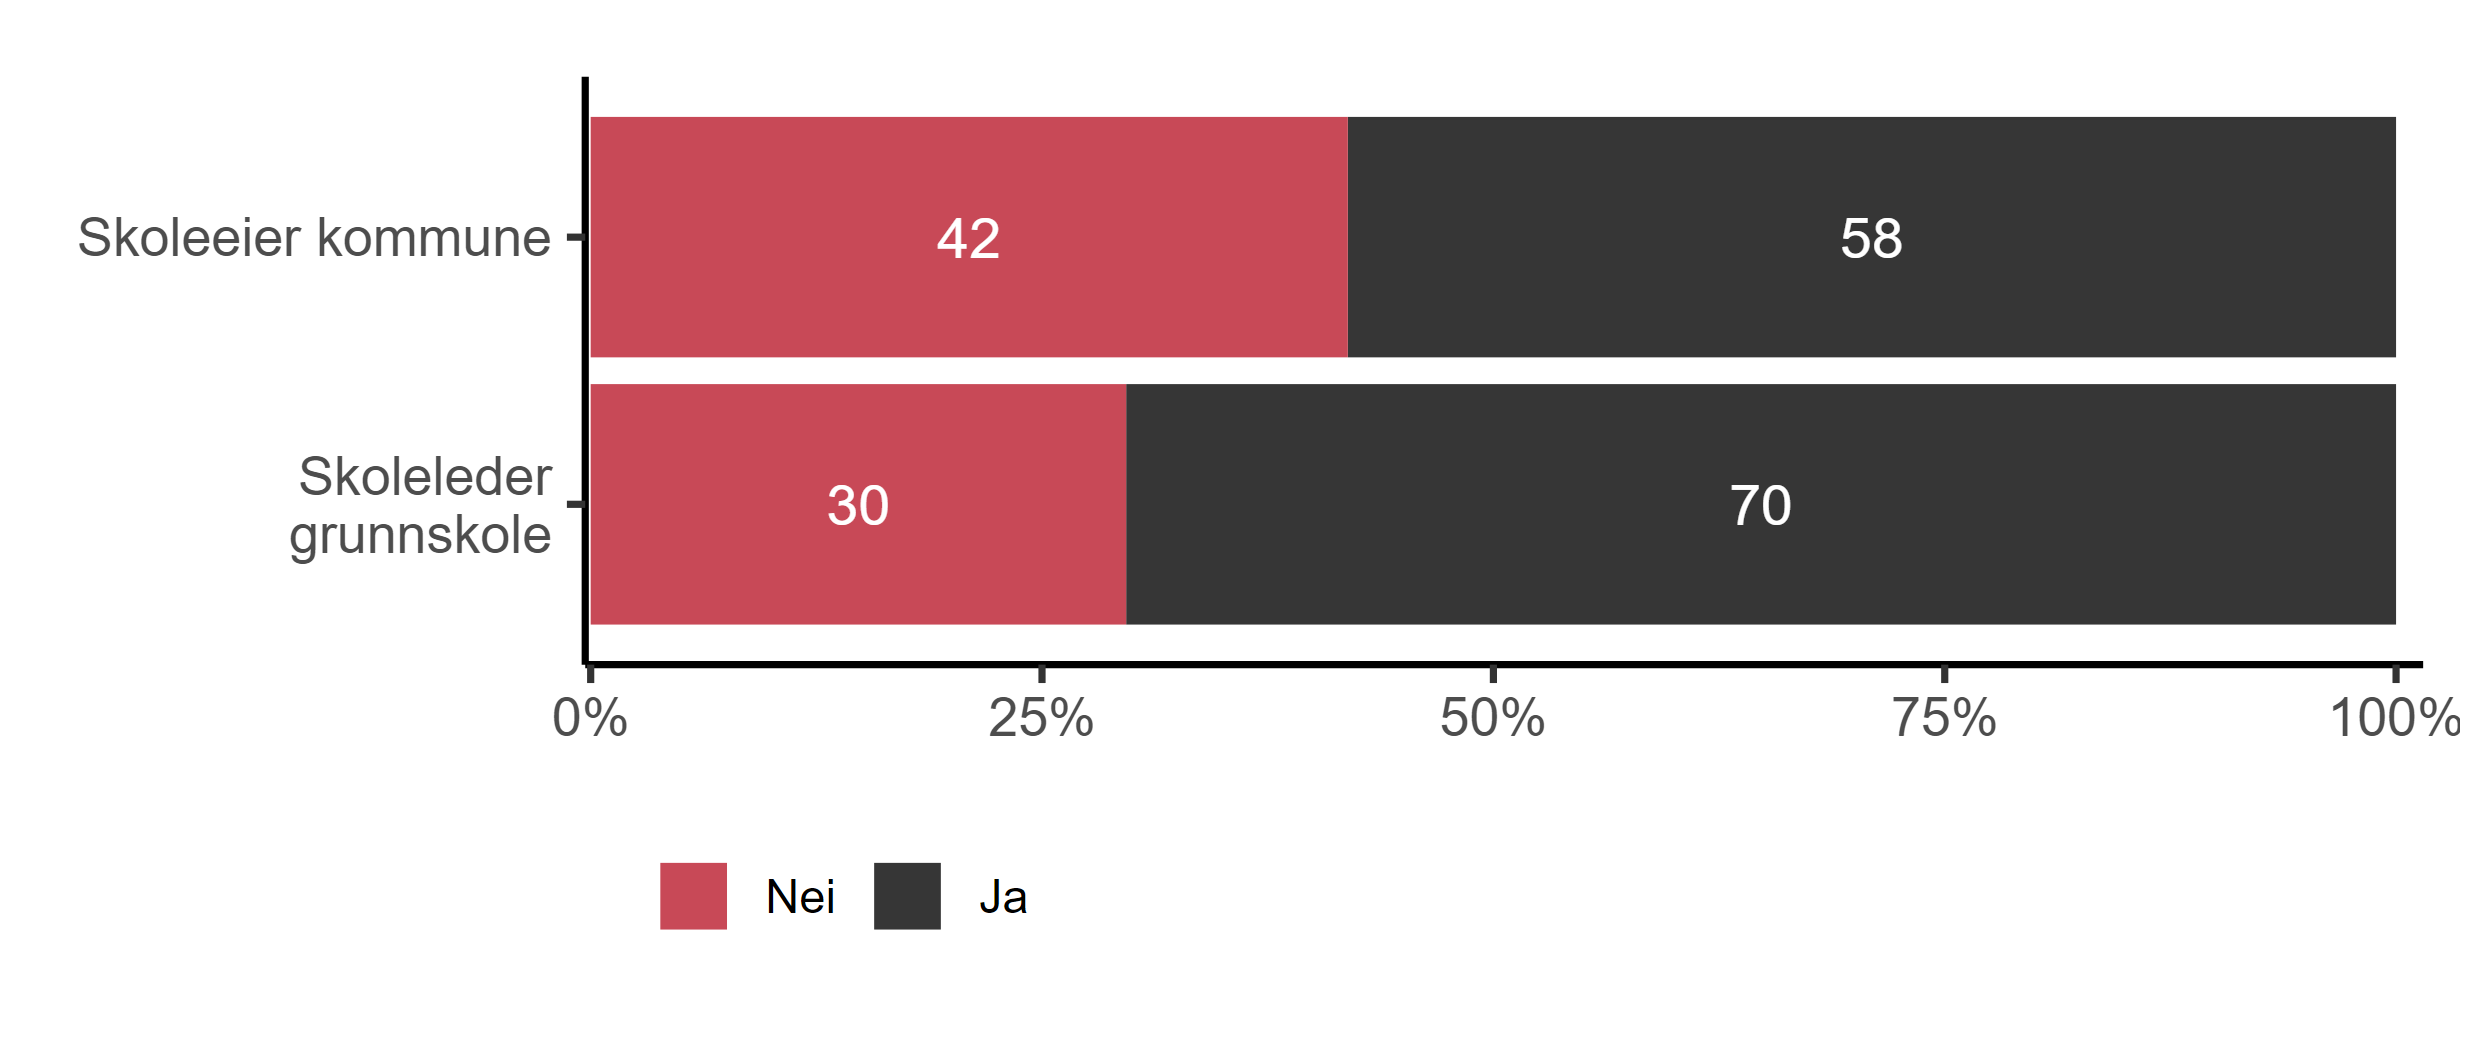 Skoleeier kommune
42
58
Skoleleder
grunnskole
30
70
0%
25%
50%
75%
100%
Nei
Ja